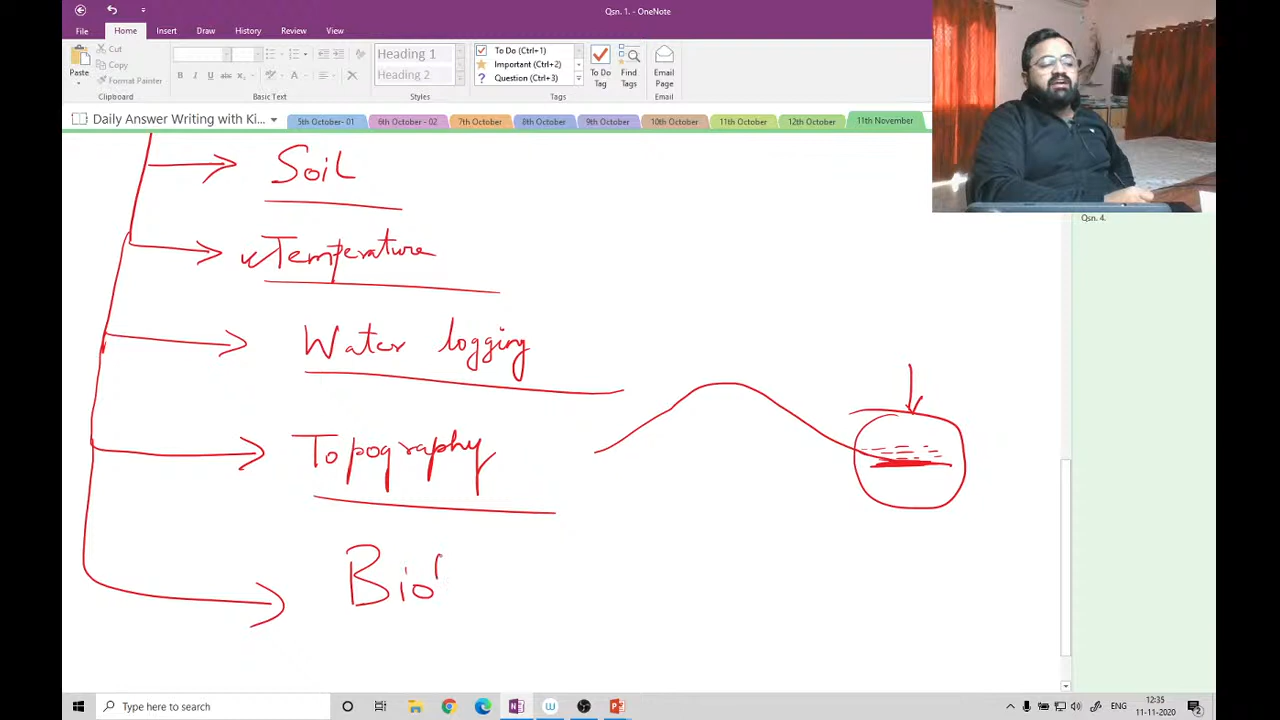 Qsn. 1. - OneNote
File Home Insert Draw History Review View
Cut
Copy
Format Painter
Paste
Clipboard
B I U abc X₂ A
Basic Text
Heading 1
Heading 2
Styles
To Do (Ctrl+1)
Important (Ctrl+2)
Question (Ctrl+3)
Tags
To Do Tag
Find Tags
Email Page
Email
Daily Answer Writing with Ki...
5th October- 01 6th October - 02 7th October 8th October 9th October 10th October 11th October 12th October 11th November
Qsn. 4.
Soil
Temperature
Water logging
Topography
Bio
Type here to search
ENG
12:35
11-11-2020
2